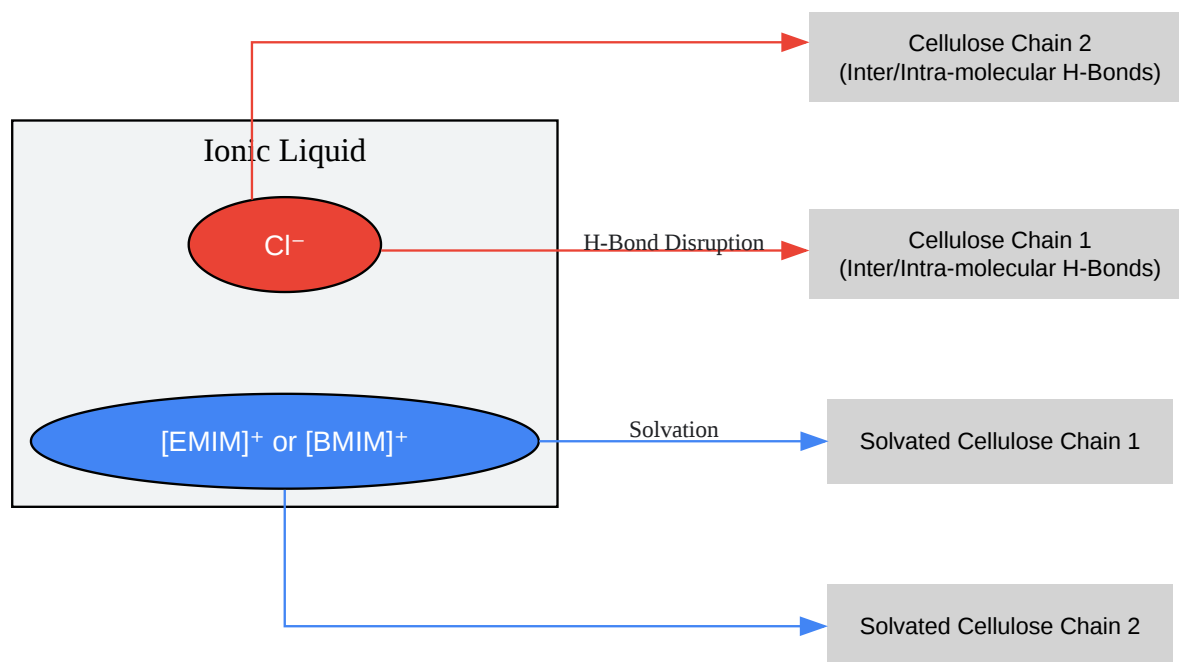 Cellulose Chain 2
(Inter/Intra-molecular H-Bonds)
Ionic Liquid
Cl⁻
H-Bond Disruption
Cellulose Chain 1
(Inter/Intra-molecular H-Bonds)
[EMIM]⁺ or [BMIM]⁺
Solvation
Solvated Cellulose Chain 1
Solvated Cellulose Chain 2